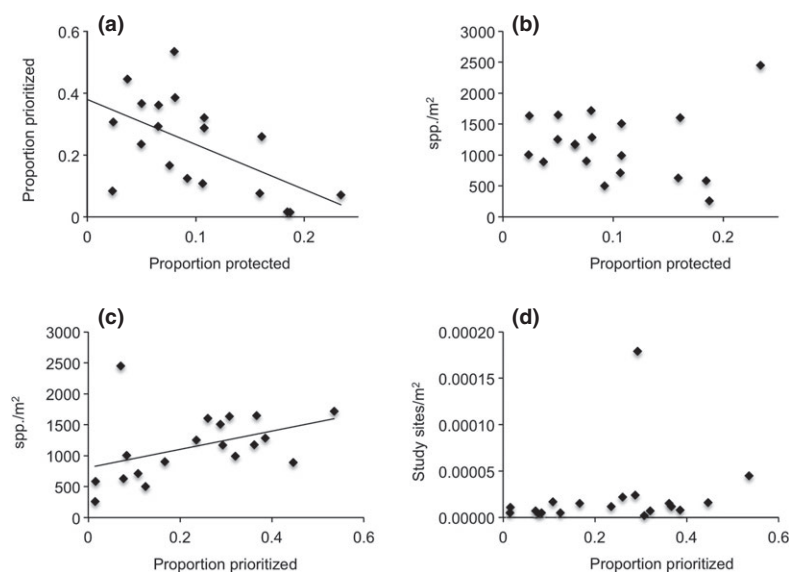 (a)
0.6
0.4
0.2
0
Proportion prioritized
0 0.1 0.2
Proportion protected
(b)
3000
2500
2000
1500
1000
500
0
spp./m²
0 0.1 0.2
Proportion protected
(c)
3000
2500
2000
1500
1000
500
0
spp./m²
0 0.2 0.4 0.6
Proportion prioritized
(d)
0.00020
0.00015
0.00010
0.00005
0.00000
Study sites/m²
0 0.2 0.4 0.6
Proportion prioritized